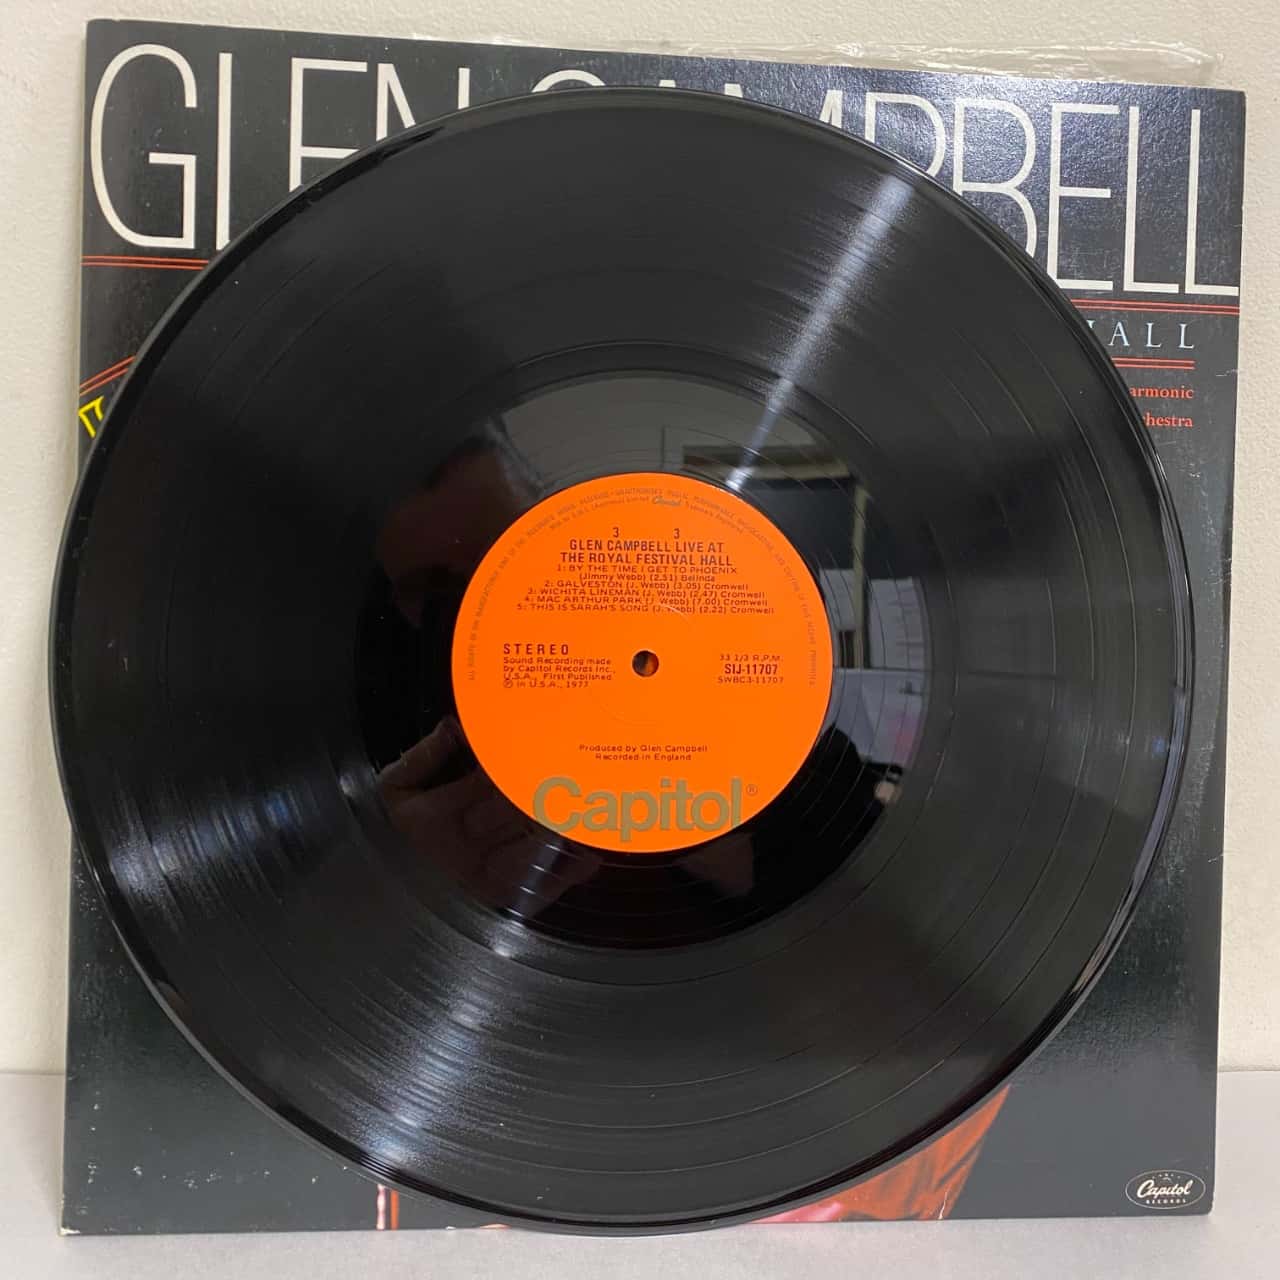 GLEN CAMPBELL
HALL
armonic
hestra
3 3
GLEN CAMPBELL LIVE AT
THE ROYAL FESTIVAL HALL
1: BY THE TIME I GET TO PHOENIX
(Jimmy Webb) (2.51) Belinda
2: GALVESTON (J. Webb) (3.05) Cromwell
3: WICHITA LINEMAN (J. Webb) (2.47) Cromwell
4: MAC ARTHUR PARK (J. Webb) (7.00) Cromwell
5: THIS IS SARAH'S SONG (J. Webb) (2.22) Cromwell
STEREO
Sound Recording made
by Capitol Records Inc.,
U.S.A., First Published
℗ in U.S.A., 1977
33 1/3 R.P.M.
SIJ-11707
SWBC3-11707
Produced by Glen Campbell
Recorded in England
Capitol®
Capitol
RECORDS